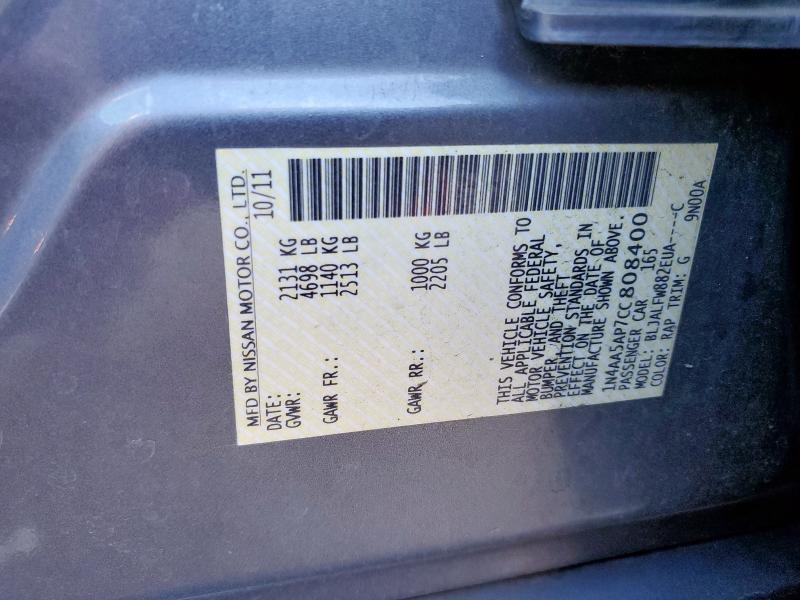 MFD BY NISSAN MOTOR CO., LTD.
DATE: 10/11
GVWR: 2131 KG
4698 LB
GAWR FR.: 1140 KG
2513 LB
GAWR RR.: 1000 KG
2205 LB
THIS VEHICLE CONFORMS TO
ALL APPLICABLE FEDERAL
MOTOR VEHICLE SAFETY,
BUMPER, AND THEFT
PREVENTION STANDARDS IN
EFFECT ON THE DATE OF
MANUFACTURE SHOWN ABOVE.
1N4AA5AP7CC808400
PASSENGER CAR 165
MODEL: BLJALFW882EUA----C
COLOR: RAP TRIM: G 9N00A